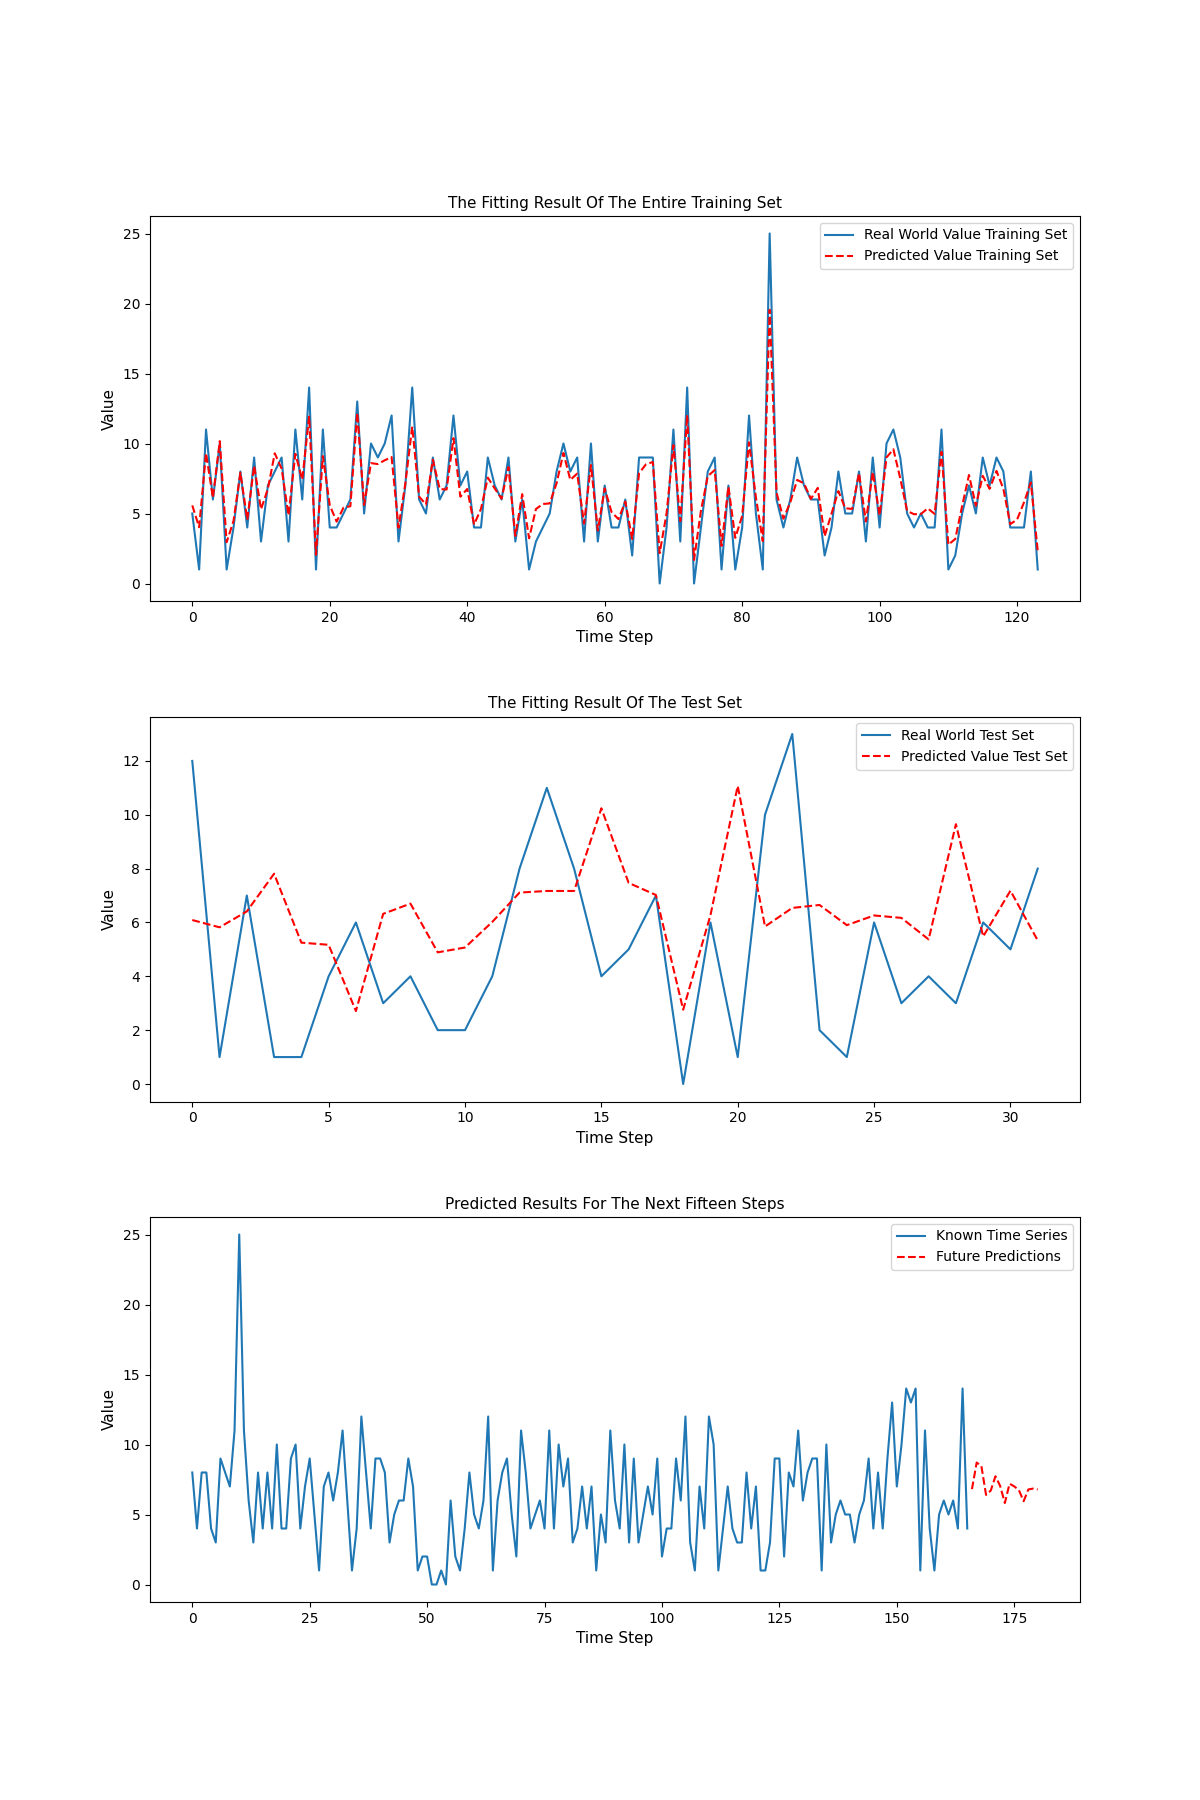 The Fitting Result Of The Entire Training Set
Real World Value Training Set
Predicted Value Training Set
Value
25
20
15
10
5
0
0 20 40 60 80 100 120
Time Step
The Fitting Result Of The Test Set
Real World Test Set
Predicted Value Test Set
Value
12
10
8
6
4
2
0
0 5 10 15 20 25 30
Time Step
Predicted Results For The Next Fifteen Steps
Known Time Series
Future Predictions
Value
25
20
15
10
5
0
0 25 50 75 100 125 150 175
Time Step